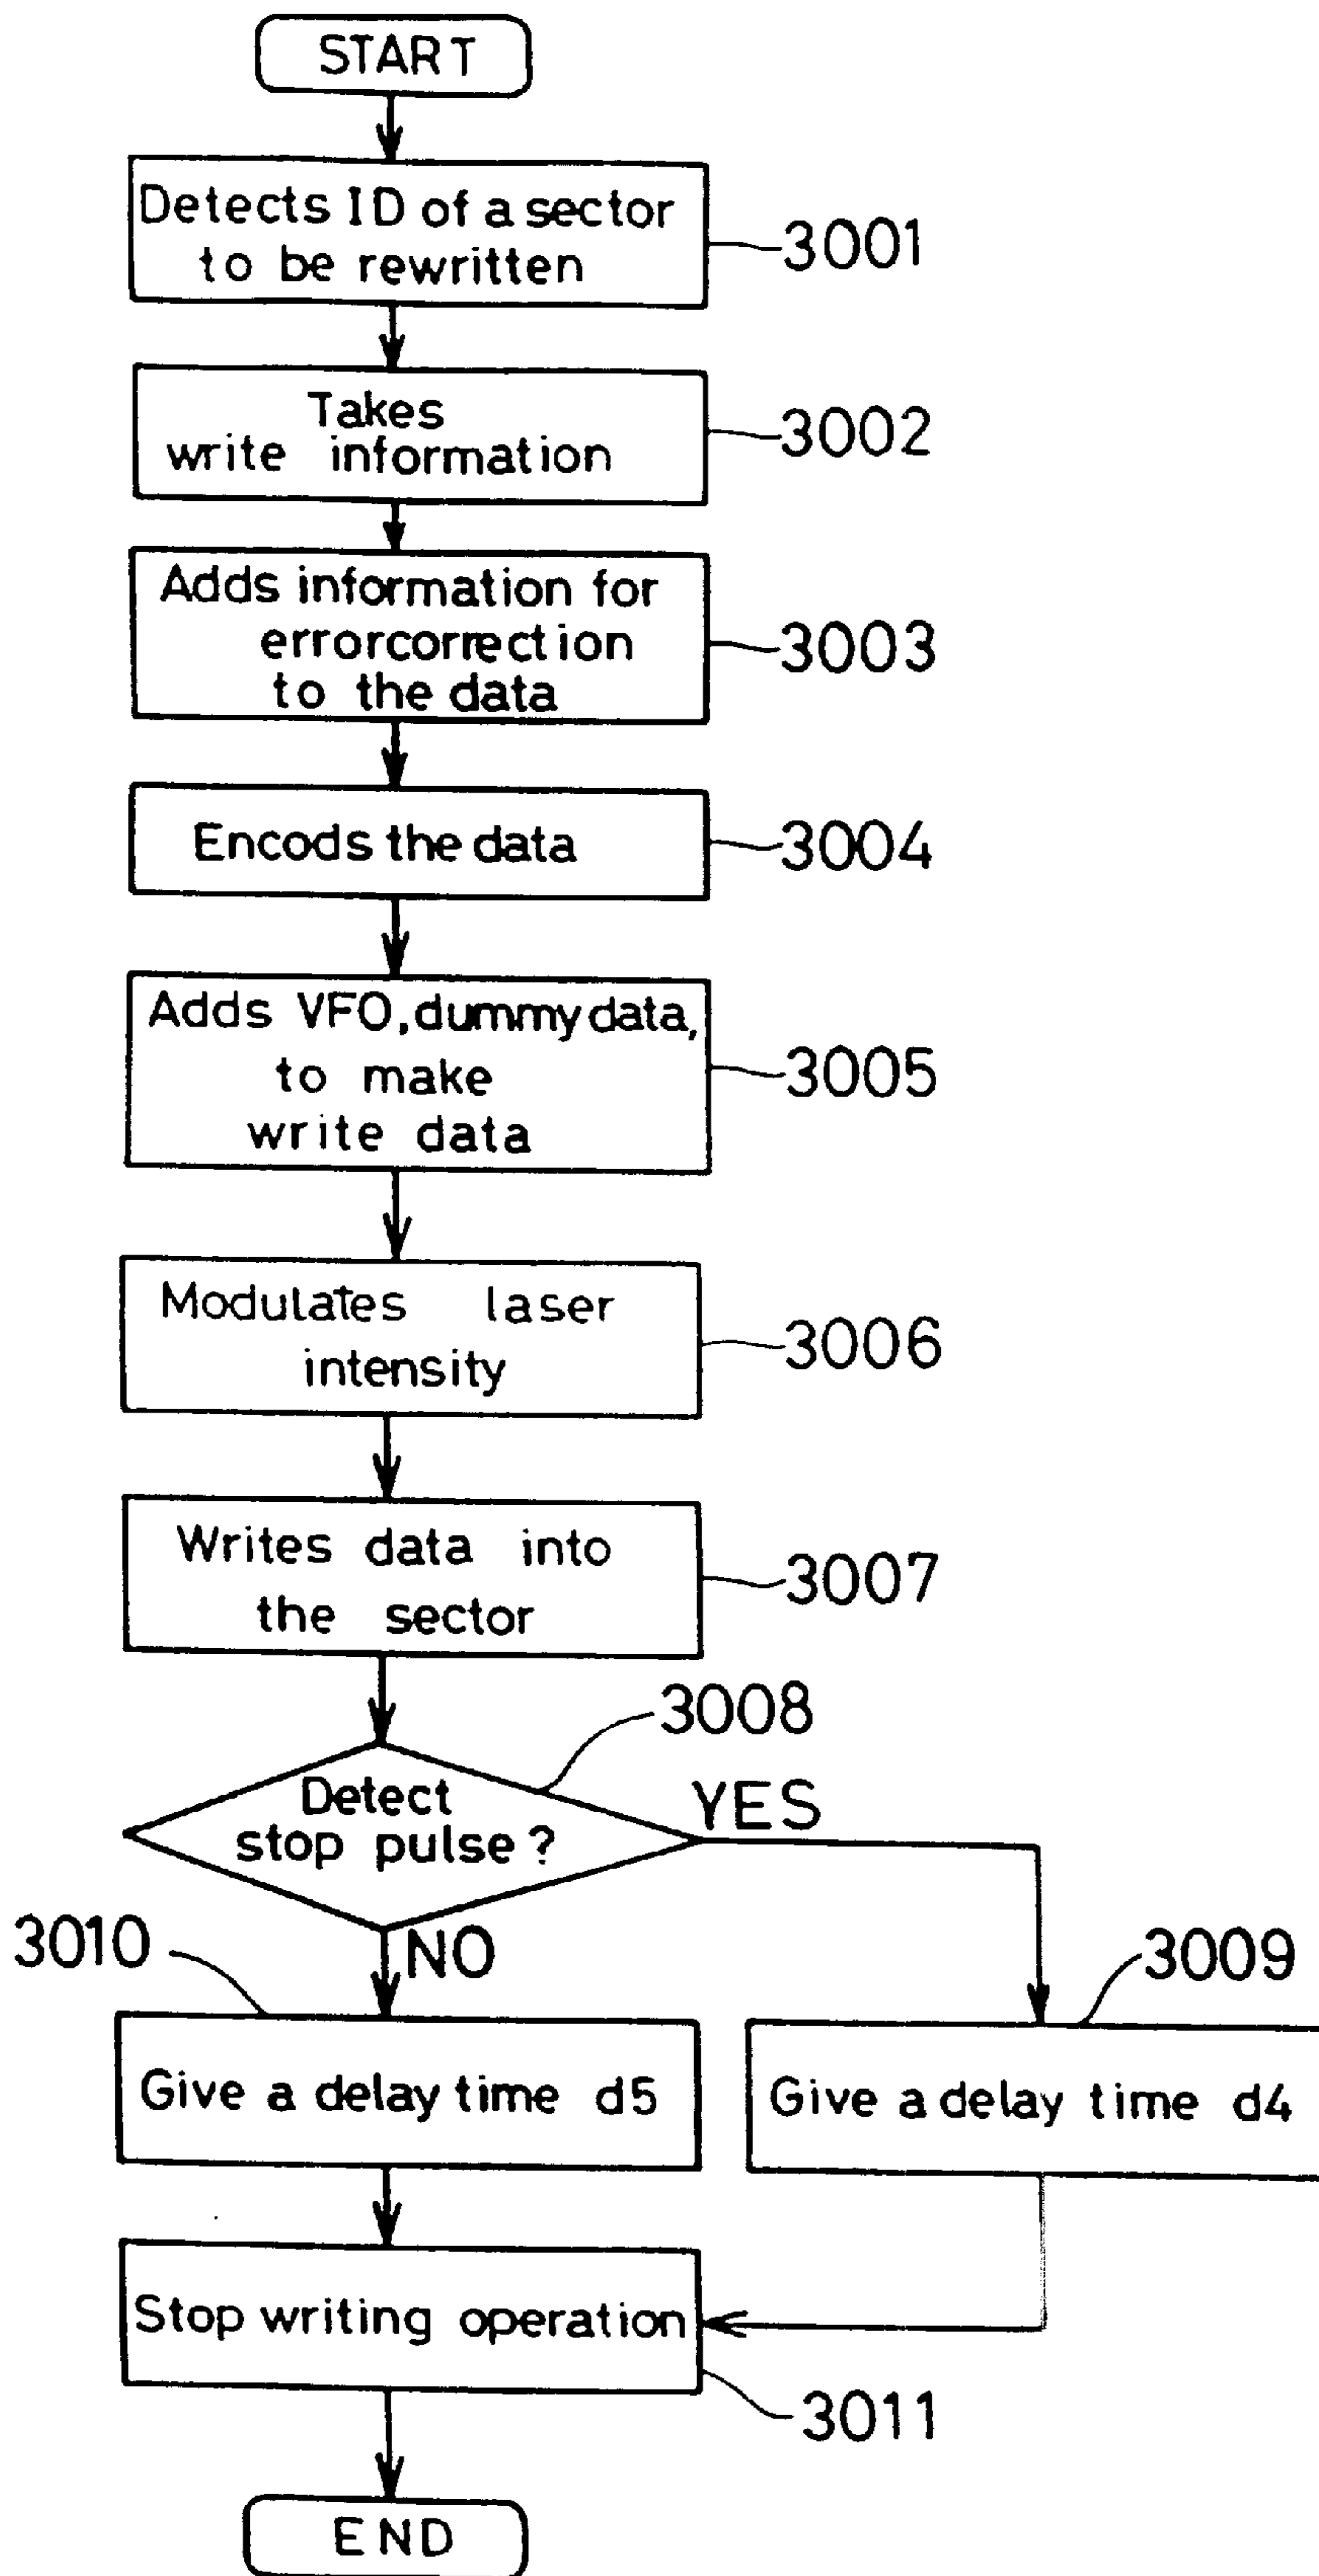 START
Detects ID of a sector
to be rewritten
3001
Takes
write information
3002
Adds information for
errorcorrection
to the data
3003
Encods the data
3004
Adds VFO, dummy data,
to make
write data
3005
Modulates laser
intensity
3006
Writes data into
the sector
3007
3008
Detect
stop pulse?
YES
NO
3010
3009
Give a delay time d5
Give a delay time d4
Stop writing operation
3011
END